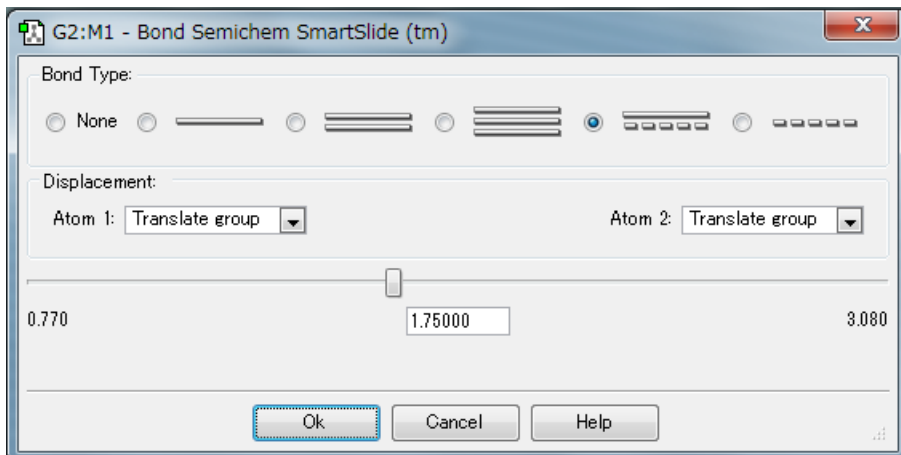 G2:M1 - Bond Semichem SmartSlide (tm)
Bond Type:
None
Displacement:
Atom 1: Translate group
Atom 2: Translate group
0.770
1.75000
3.080
Ok
Cancel
Help